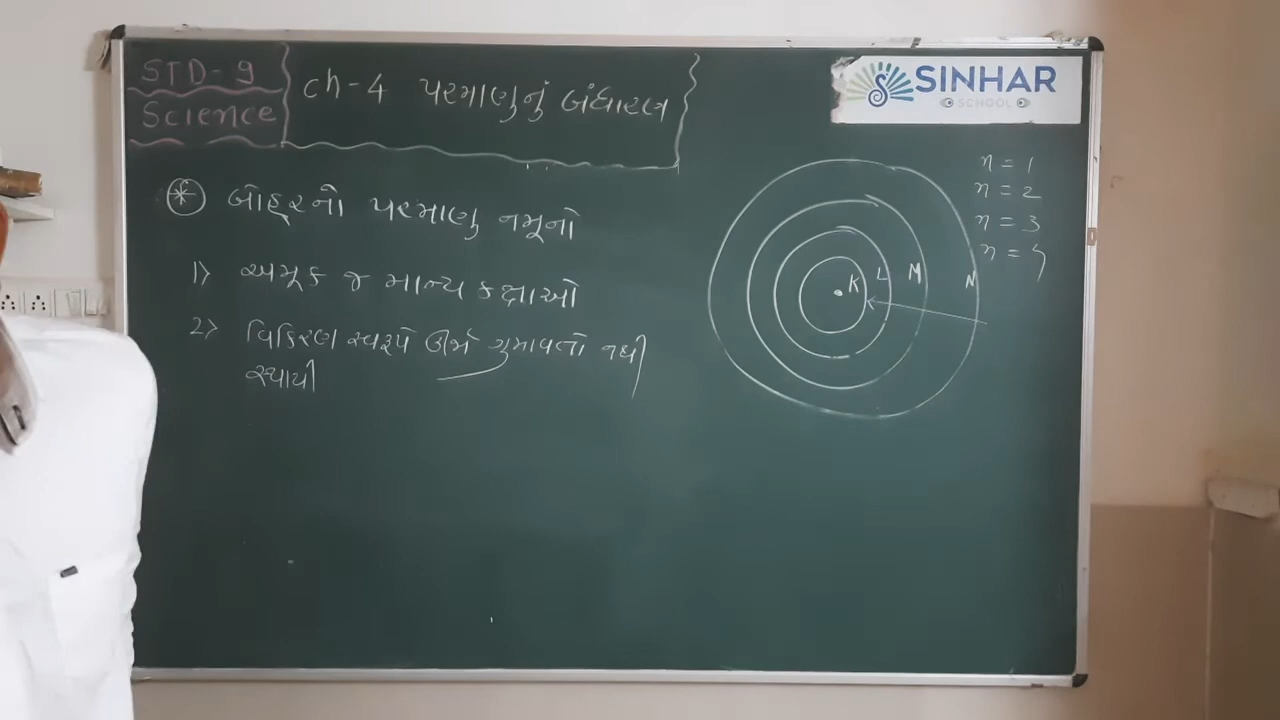 STD-9
Science
ch-4 પરમાણુનું બંધારણ
SINHAR
SCHOOL
બોહરનો પરમાણુ નમૂનો
1> અમૂક જ માન્ય કક્ષાઓ
2> વિકિરણ સ્વરૂપે ઊર્જા ગુમાવતો નથી
સ્થાયી
n = 1
n = 2
n = 3
n = 4
K L M N